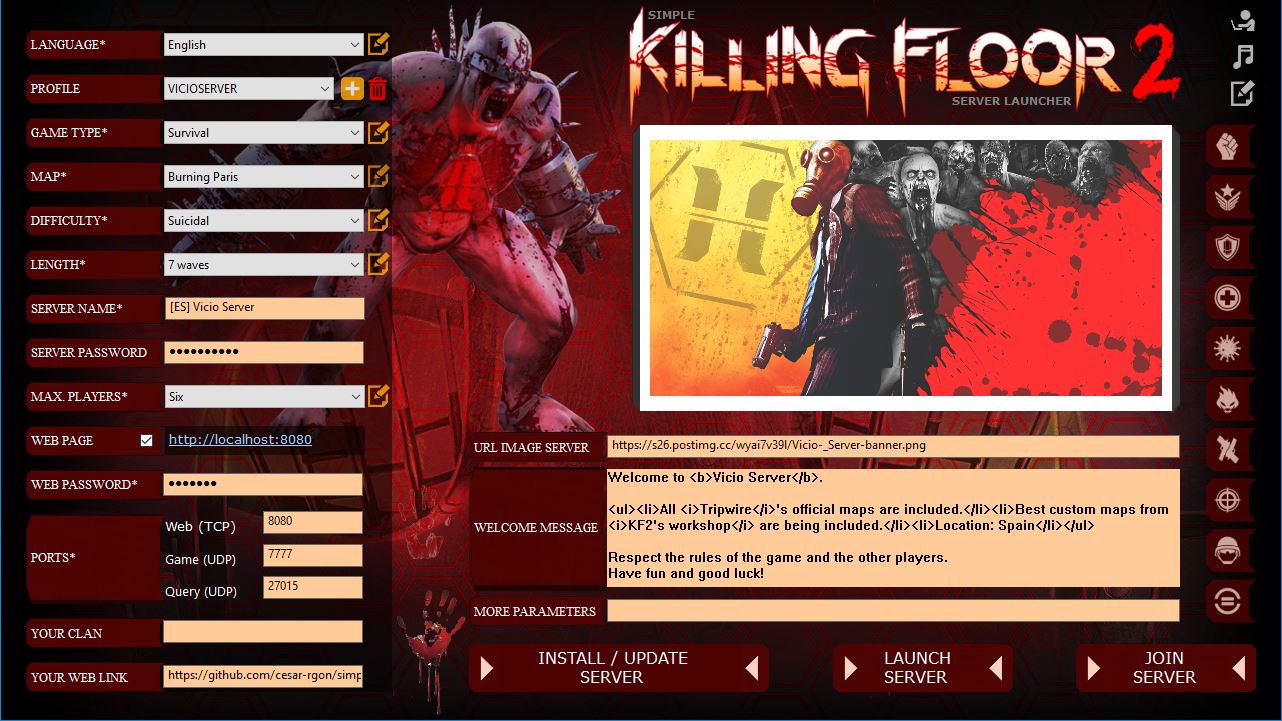 LANGUAGE*
English
PROFILE
VICIOSERVER
GAME TYPE*
Survival
MAP*
Burning Paris
DIFFICULTY*
Suicidal
LENGTH*
7 waves
SERVER NAME*
[ES] Vicio Server
SERVER PASSWORD
●●●●●●●●●●
MAX. PLAYERS*
Six
WEB PAGE
http://localhost:8080
WEB PASSWORD*
●●●●●●●
PORTS*
Web (TCP)
8080
Game (UDP)
7777
Query (UDP)
27015
YOUR CLAN
YOUR WEB LINK
https://github.com/cesar-rgon/simp
SIMPLE
KILLING FLOOR 2
SERVER LAUNCHER
URL IMAGE SERVER
https://s26.postimg.cc/wyai7v39l/Vicio-_Server-banner.png
WELCOME MESSAGE
Welcome to <b>Vicio Server</b>.
<ul><li>All <i>Tripwire</i>'s official maps are included.</li><li>Best custom maps from
<i>KF2's workshop</i> are being included.</li><li>Location: Spain</li></ul>
Respect the rules of the game and the other players.
Have fun and good luck!
MORE PARAMETERS
INSTALL / UPDATE
SERVER
LAUNCH
SERVER
JOIN
SERVER